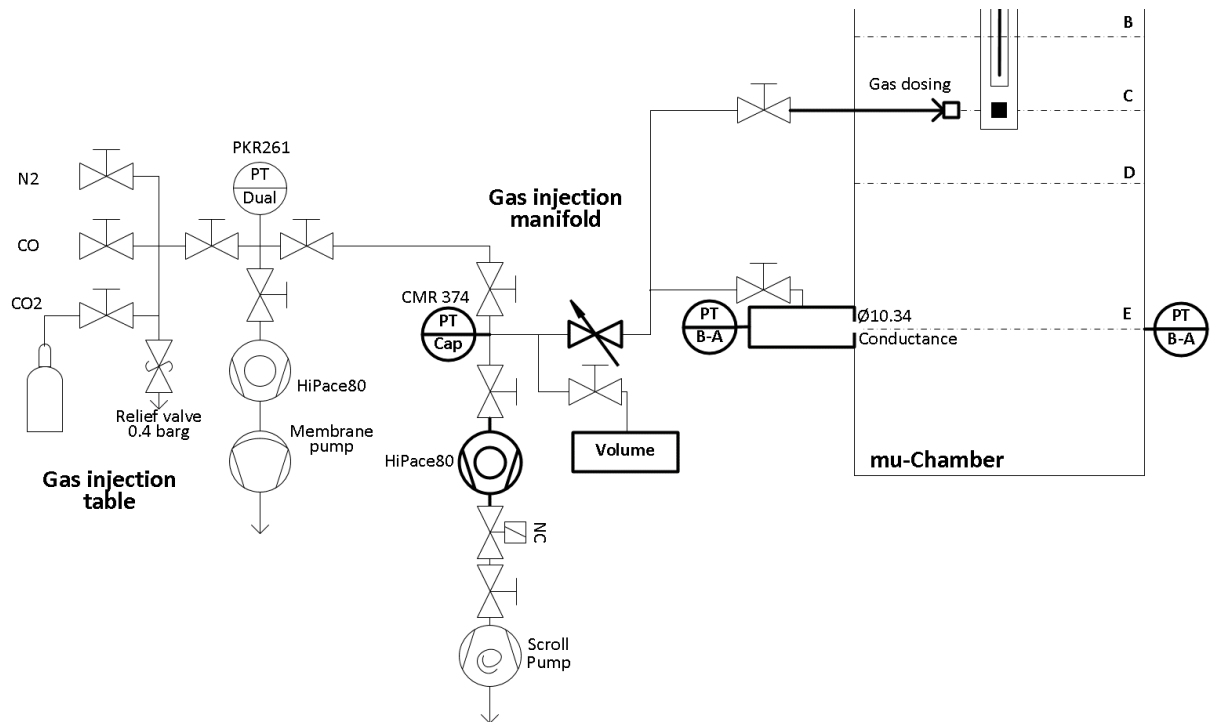 B
Gas dosing
C
PKR261
PT
Dual
N2
D
Gas injection
manifold
CO
CMR 374
PT
Cap
CO2
PT
B-A
Ø10.34
Conductance
E
PT
B-A
HiPace80
Relief valve
0.4 barg
Membrane
pump
HiPace80
Volume
mu-Chamber
Gas injection
table
NC
Scroll
Pump